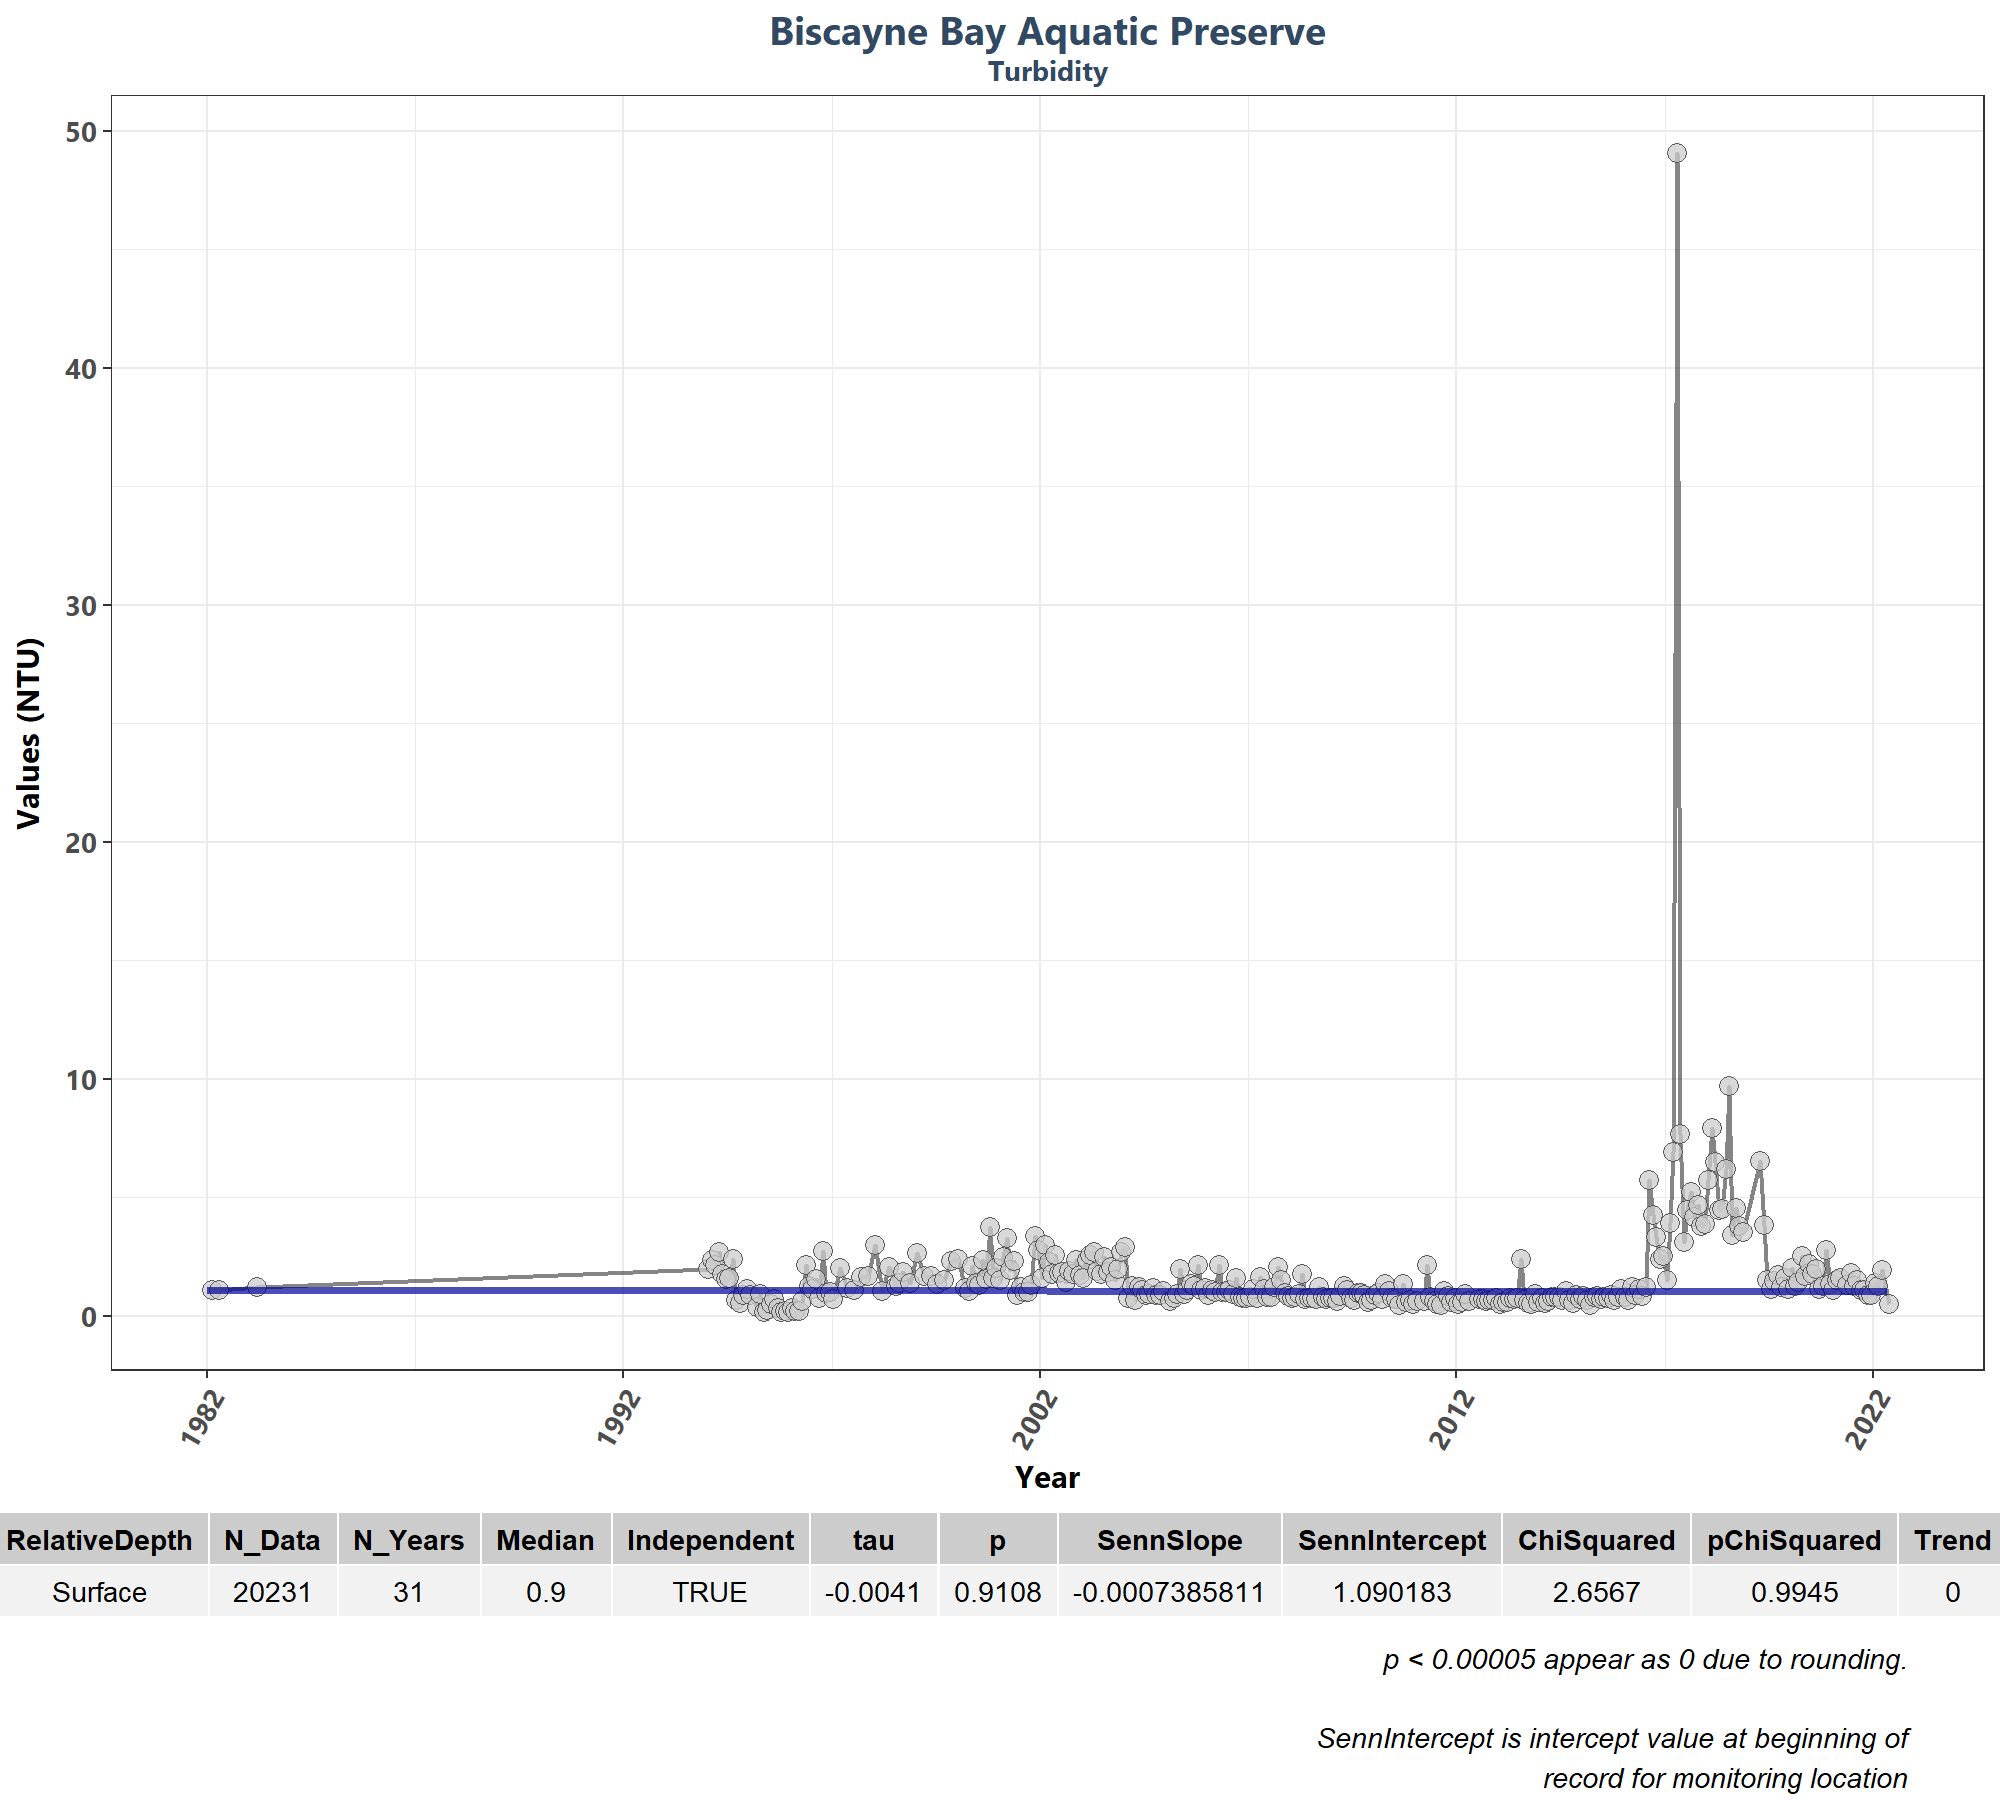 Biscayne Bay Aquatic Preserve
Turbidity
50
40
30
20
10
0
Values (NTU)
1982 1992 2002 2012 2022
Year
RelativeDepth N_Data N_Years Median Independent tau p SennSlope SennIntercept ChiSquared pChiSquared Trend
Surface 20231 31 0.9 TRUE -0.0041 0.9108 -0.0007385811 1.090183 2.6567 0.9945 0
p < 0.00005 appear as 0 due to rounding.
SennIntercept is intercept value at beginning of
record for monitoring location